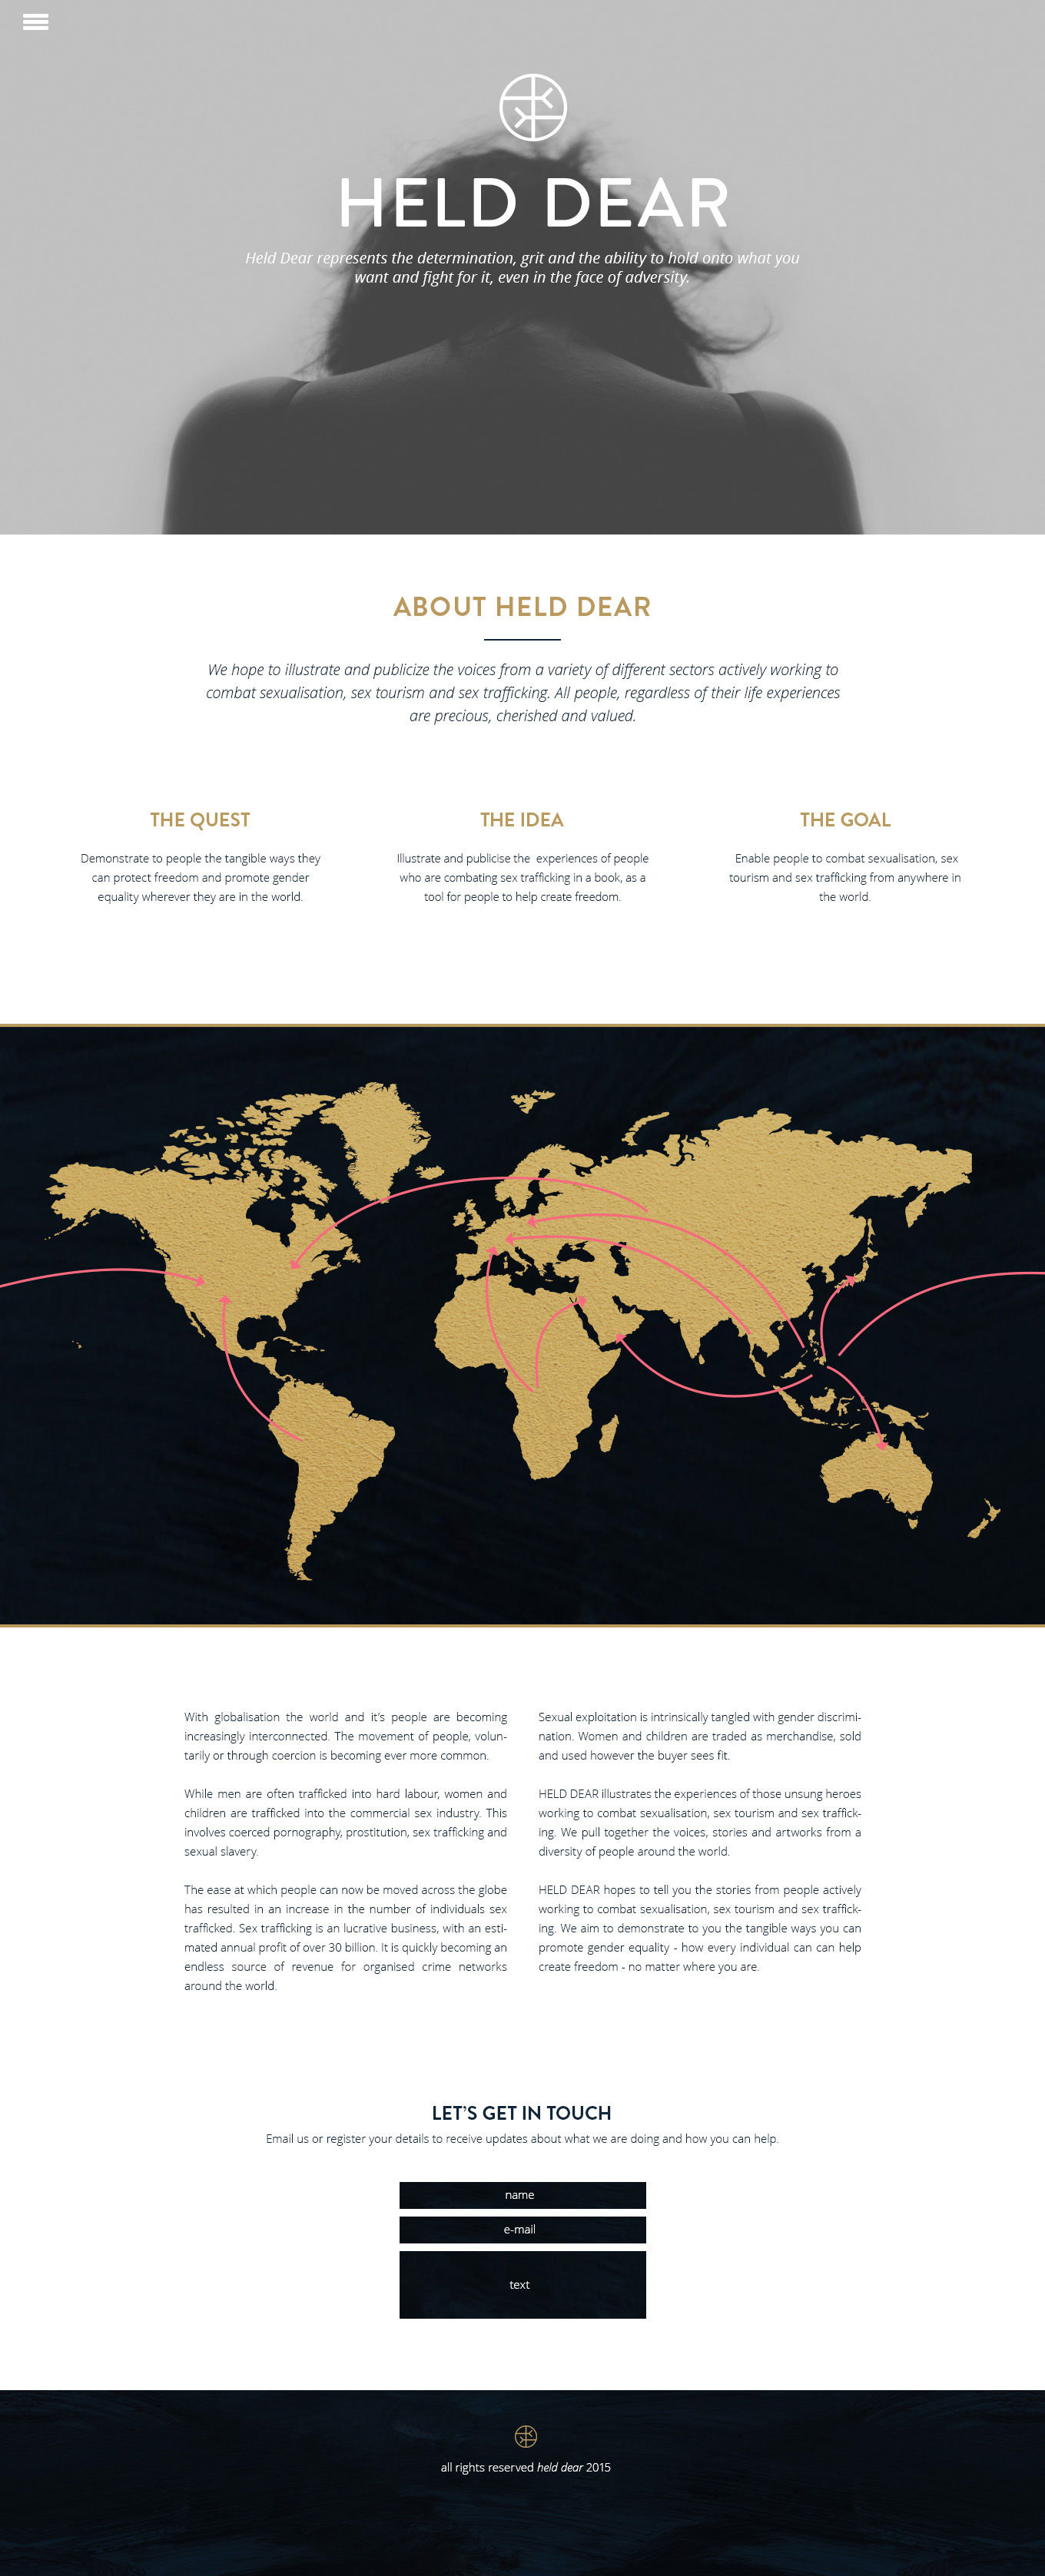 HELD DEAR
Held Dear represents the determination, grit and the ability to hold onto what you
want and fight for it, even in the face of adversity.
ABOUT HELD DEAR
We hope to illustrate and publicize the voices from a variety of different sectors actively working to
combat sexualisation, sex tourism and sex trafficking. All people, regardless of their life experiences
are precious, cherished and valued.
THE QUEST
Demonstrate to people the tangible ways they
can protect freedom and promote gender
equality wherever they are in the world.
THE IDEA
Illustrate and publicise the experiences of people
who are combating sex trafficking in a book, as a
tool for people to help create freedom.
THE GOAL
Enable people to combat sexualisation, sex
tourism and sex trafficking from anywhere in
the world.
With globalisation the world and it's people are becoming
increasingly interconnected. The movement of people, volun-
tarily or through coercion is becoming ever more common.
While men are often trafficked into hard labour, women and
children are trafficked into the commercial sex industry. This
involves coerced pornography, prostitution, sex trafficking and
sexual slavery.
The ease at which people can now be moved across the globe
has resulted in an increase in the number of individuals sex
trafficked. Sex trafficking is an lucrative business, with an esti-
mated annual profit of over 30 billion. It is quickly becoming an
endless source of revenue for organised crime networks
around the world.
Sexual exploitation is intrinsically tangled with gender discrimi-
nation. Women and children are traded as merchandise, sold
and used however the buyer sees fit.
HELD DEAR illustrates the experiences of those unsung heroes
working to combat sexualisation, sex tourism and sex traffick-
ing. We pull together the voices, stories and artworks from a
diversity of people around the world.
HELD DEAR hopes to tell you the stories from people actively
working to combat sexualisation, sex tourism and sex traffick-
ing. We aim to demonstrate to you the tangible ways you can
promote gender equality - how every individual can can help
create freedom - no matter where you are.
LET'S GET IN TOUCH
Email us or register your details to receive updates about what we are doing and how you can help.
name
e-mail
text
all rights reserved held dear 2015